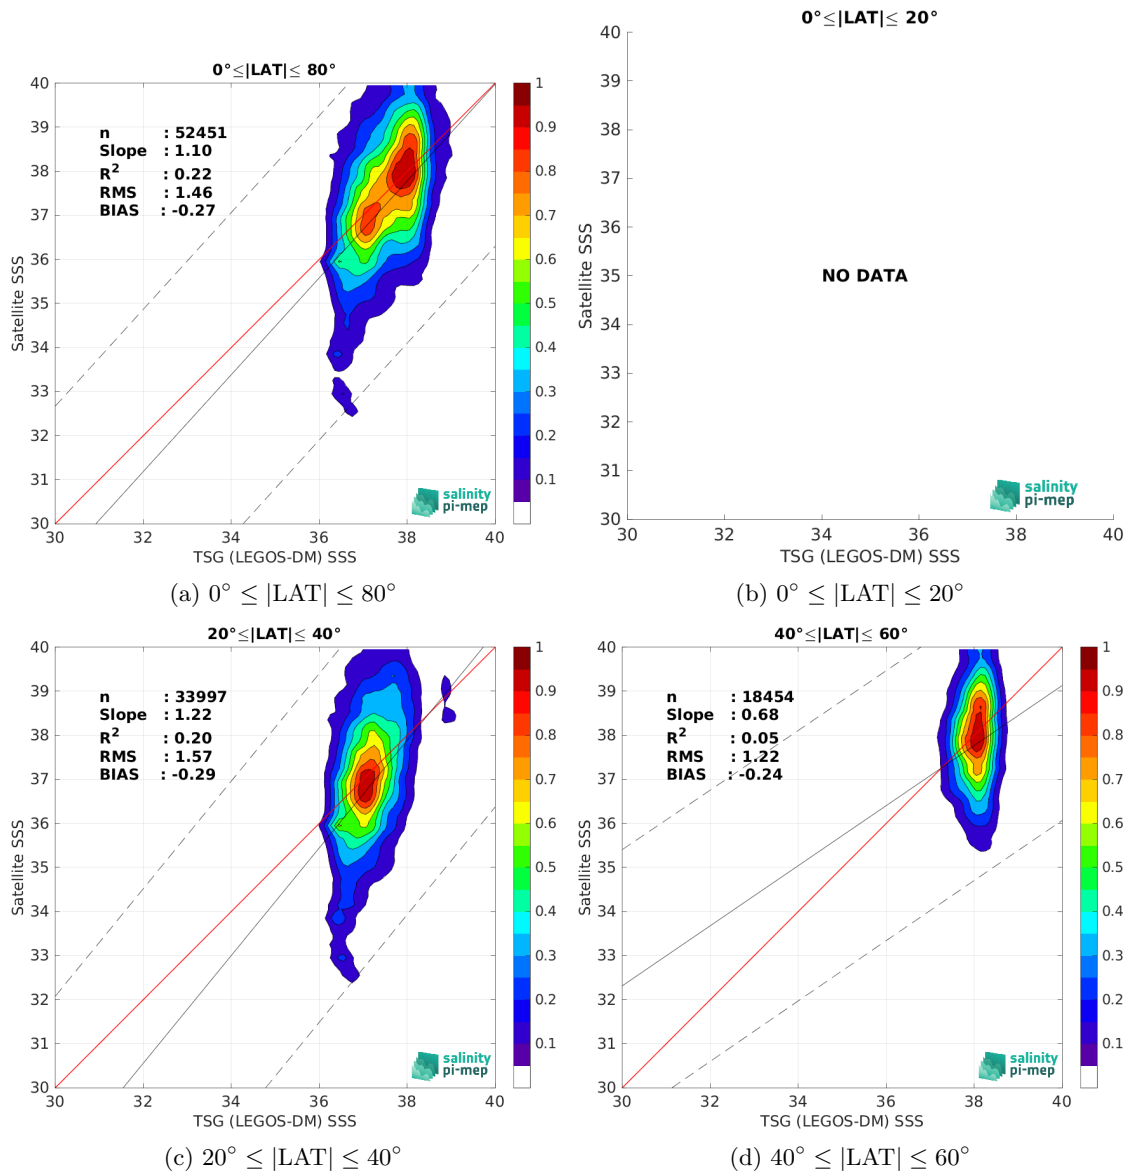 0°≤|LAT|≤ 80°
40
39
38
37
36
35
34
33
32
31
30
Satellite SSS
n : 52451
Slope : 1.10
R2 : 0.22
RMS : 1.46
BIAS : -0.27
salinity
pi-mep
30 32 34 36 38 40
TSG (LEGOS-DM) SSS
1
0.9
0.8
0.7
0.6
0.5
0.4
0.3
0.2
0.1
(a) 0° ≤ |LAT| ≤ 80°
0°≤|LAT|≤ 20°
40
39
38
37
36
35
34
33
32
31
30
Satellite SSS
NO DATA
salinity
pi-mep
30 32 34 36 38 40
TSG (LEGOS-DM) SSS
(b) 0° ≤ |LAT| ≤ 20°
20°≤|LAT|≤ 40°
40
39
38
37
36
35
34
33
32
31
30
Satellite SSS
n : 33997
Slope : 1.22
R2 : 0.20
RMS : 1.57
BIAS : -0.29
salinity
pi-mep
30 32 34 36 38 40
TSG (LEGOS-DM) SSS
1
0.9
0.8
0.7
0.6
0.5
0.4
0.3
0.2
0.1
(c) 20° ≤ |LAT| ≤ 40°
40°≤|LAT|≤ 60°
40
39
38
37
36
35
34
33
32
31
30
Satellite SSS
n : 18454
Slope : 0.68
R2 : 0.05
RMS : 1.22
BIAS : -0.24
salinity
pi-mep
30 32 34 36 38 40
TSG (LEGOS-DM) SSS
1
0.9
0.8
0.7
0.6
0.5
0.4
0.3
0.2
0.1
(d) 40° ≤ |LAT| ≤ 60°